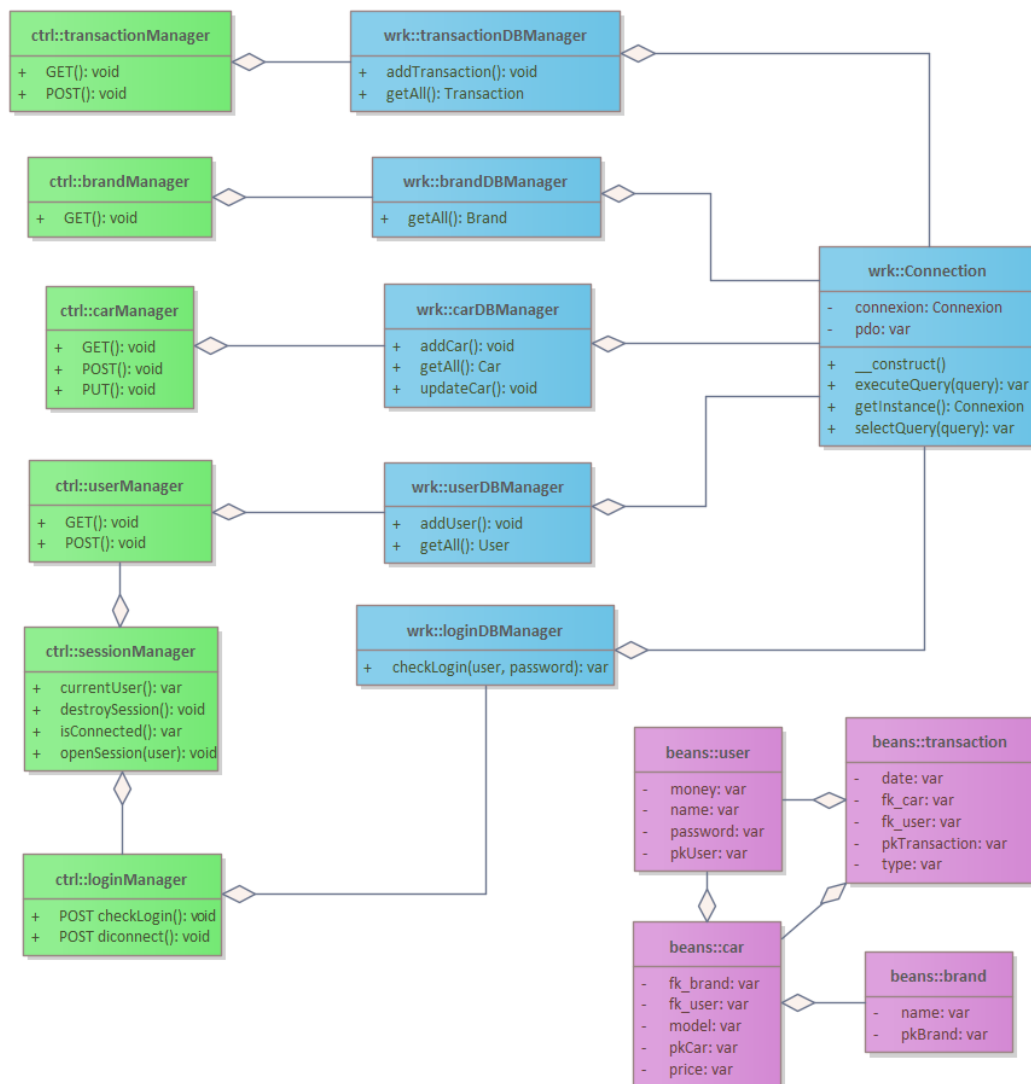 ctrl::transactionManager
+ GET(): void
+ POST(): void
wrk::transactionDBManager
+ addTransaction(): void
+ getAll(): Transaction
ctrl::brandManager
+ GET(): void
wrk::brandDBManager
+ getAll(): Brand
wrk::Connection
- connexion: Connexion
- pdo: var
+ __construct()
+ executeQuery(query): var
+ getInstance(): Connexion
+ selectQuery(query): var
ctrl::carManager
+ GET(): void
+ POST(): void
+ PUT(): void
wrk::carDBManager
+ addCar(): void
+ getAll(): Car
+ updateCar(): void
ctrl::userManager
+ GET(): void
+ POST(): void
wrk::userDBManager
+ addUser(): void
+ getAll(): User
ctrl::sessionManager
+ currentUser(): var
+ destroySession(): void
+ isConnected(): var
+ openSession(user): void
wrk::loginDBManager
+ checkLogin(user, password): var
ctrl::loginManager
+ POST checkLogin(): void
+ POST diconnect(): void
beans::user
- money: var
- name: var
- password: var
- pkUser: var
beans::transaction
- date: var
- fk_car: var
- fk_user: var
- pkTransaction: var
- type: var
beans::car
- fk_brand: var
- fk_user: var
- model: var
- pkCar: var
- price: var
beans::brand
- name: var
- pkBrand: var